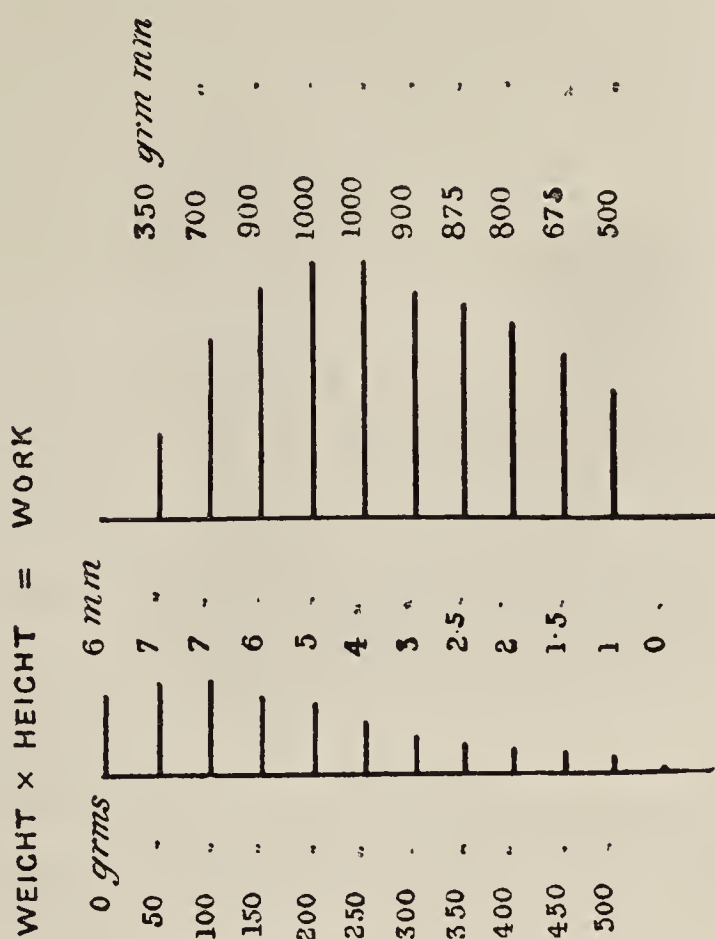 WEIGHT × HEIGHT = WORK
0 grms 6 mm
50 " 7 " 350 grm mm
100 " 7 " 700 "
150 " 6 " 900 "
200 " 5 " 1000 "
250 " 4 " 1000 "
300 " 3 " 900 "
350 " 2·5 " 875 "
400 " 2 " 800 "
450 " 1·5 " 675 "
500 " 1 " 500 "
0 "